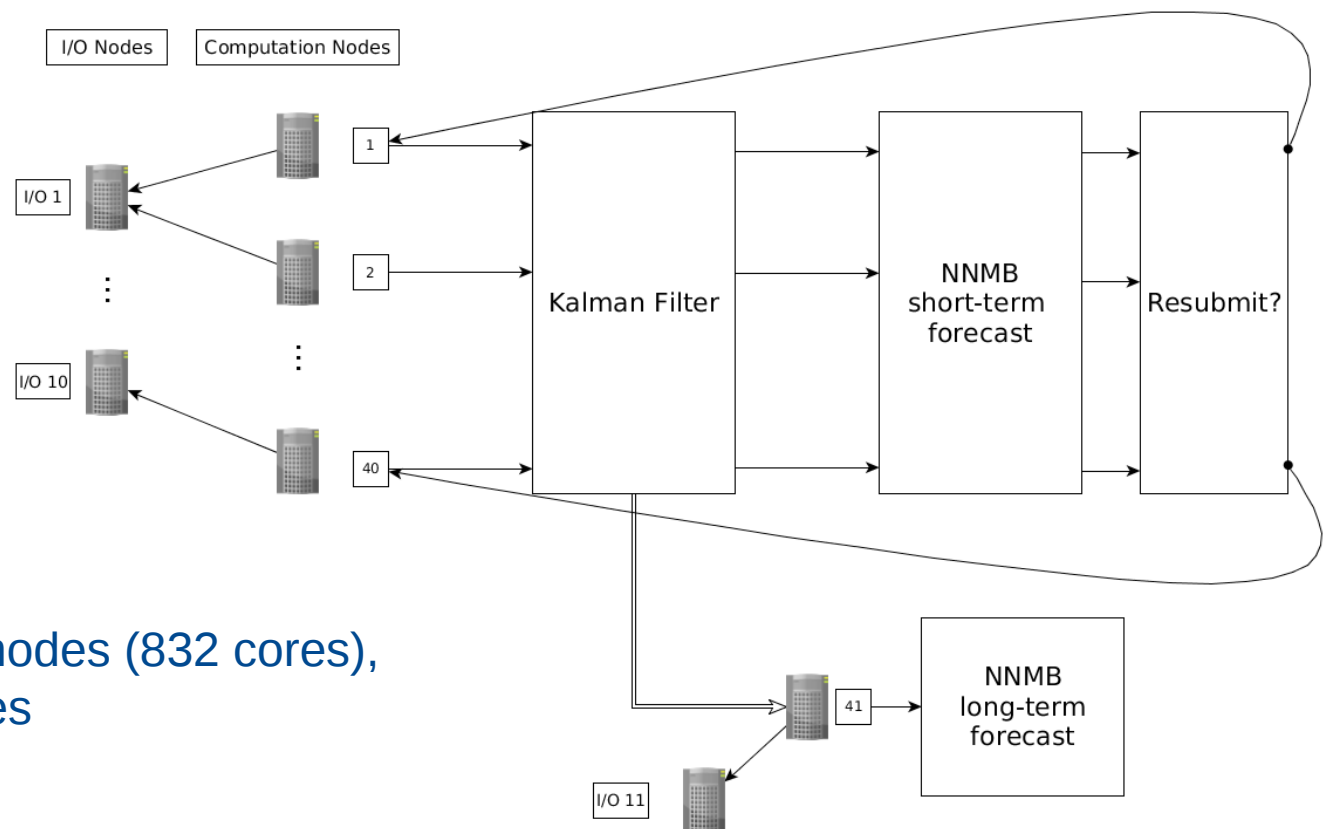 I/O Nodes
Computation Nodes
1
I/O 1
2
⋮
⋮
I/O 10
40
Kalman Filter
NNMB
short-term
forecast
Resubmit?
nodes (832 cores),
es
41
NNMB
long-term
forecast
I/O 11